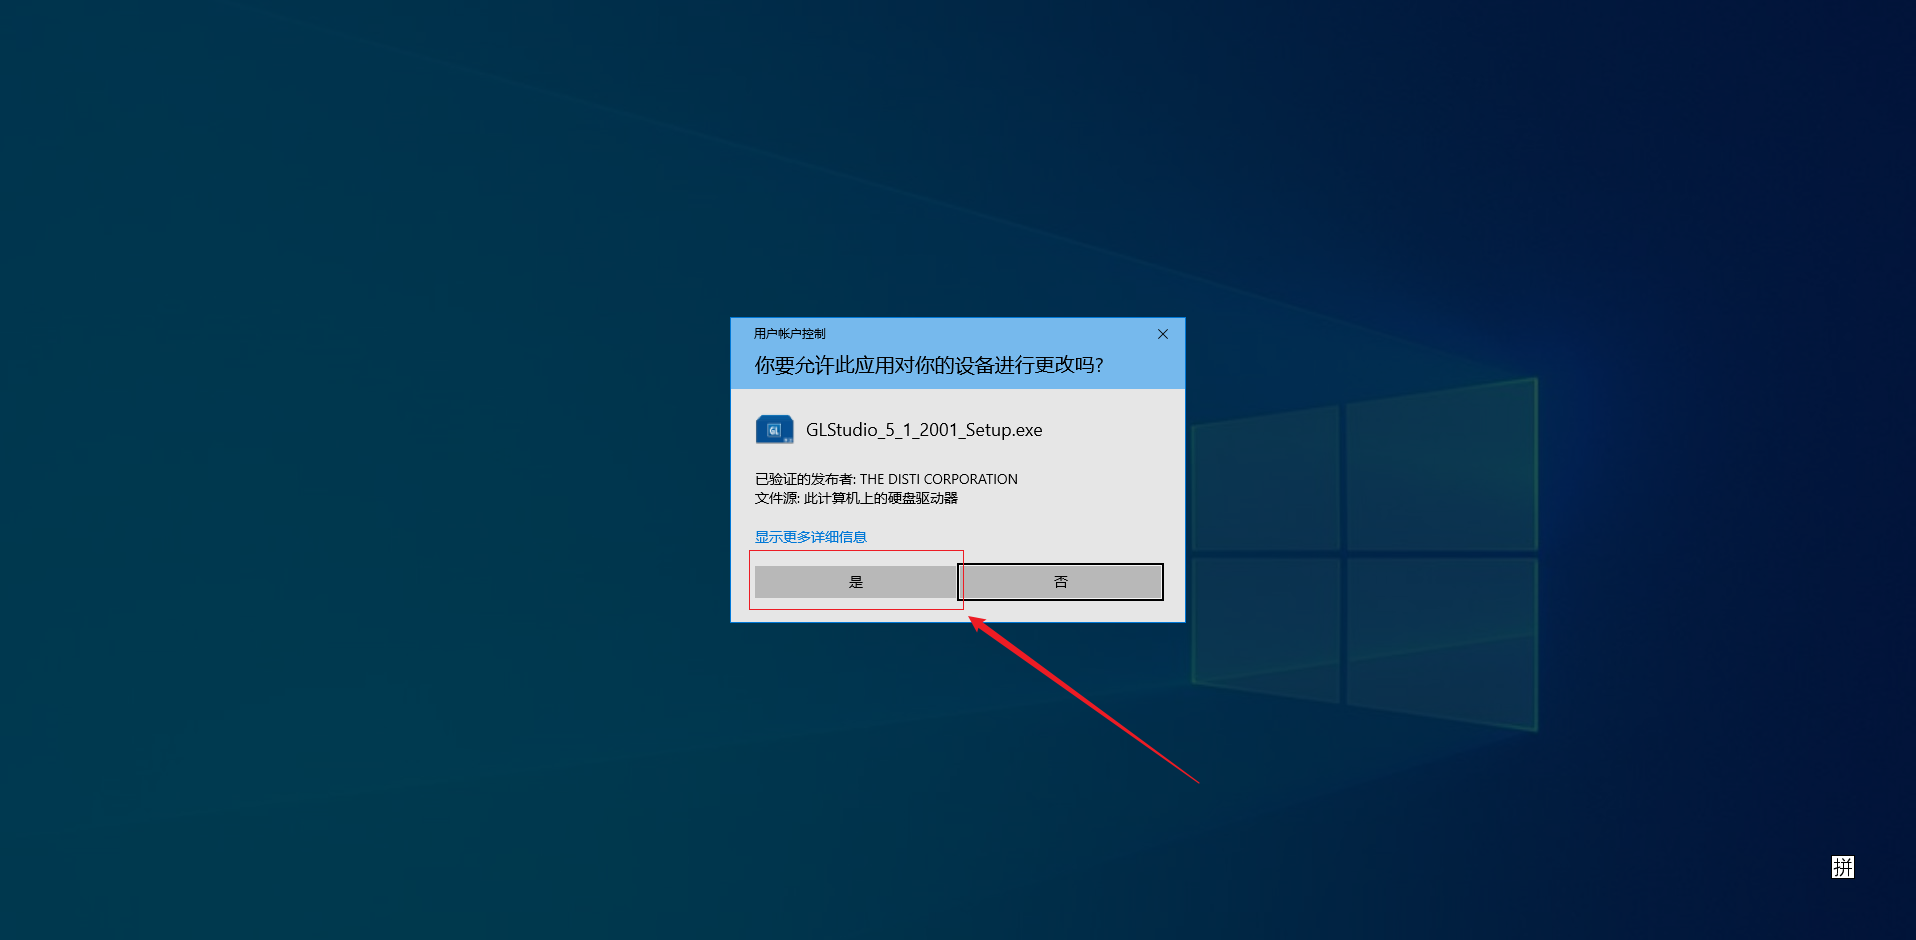 用户帐户控制
你要允许此应用对你的设备进行更改吗?
GL
GLStudio_5_1_2001_Setup.exe
已验证的发布者: THE DISTI CORPORATION
文件源: 此计算机上的硬盘驱动器
显示更多详细信息
是
否
拼